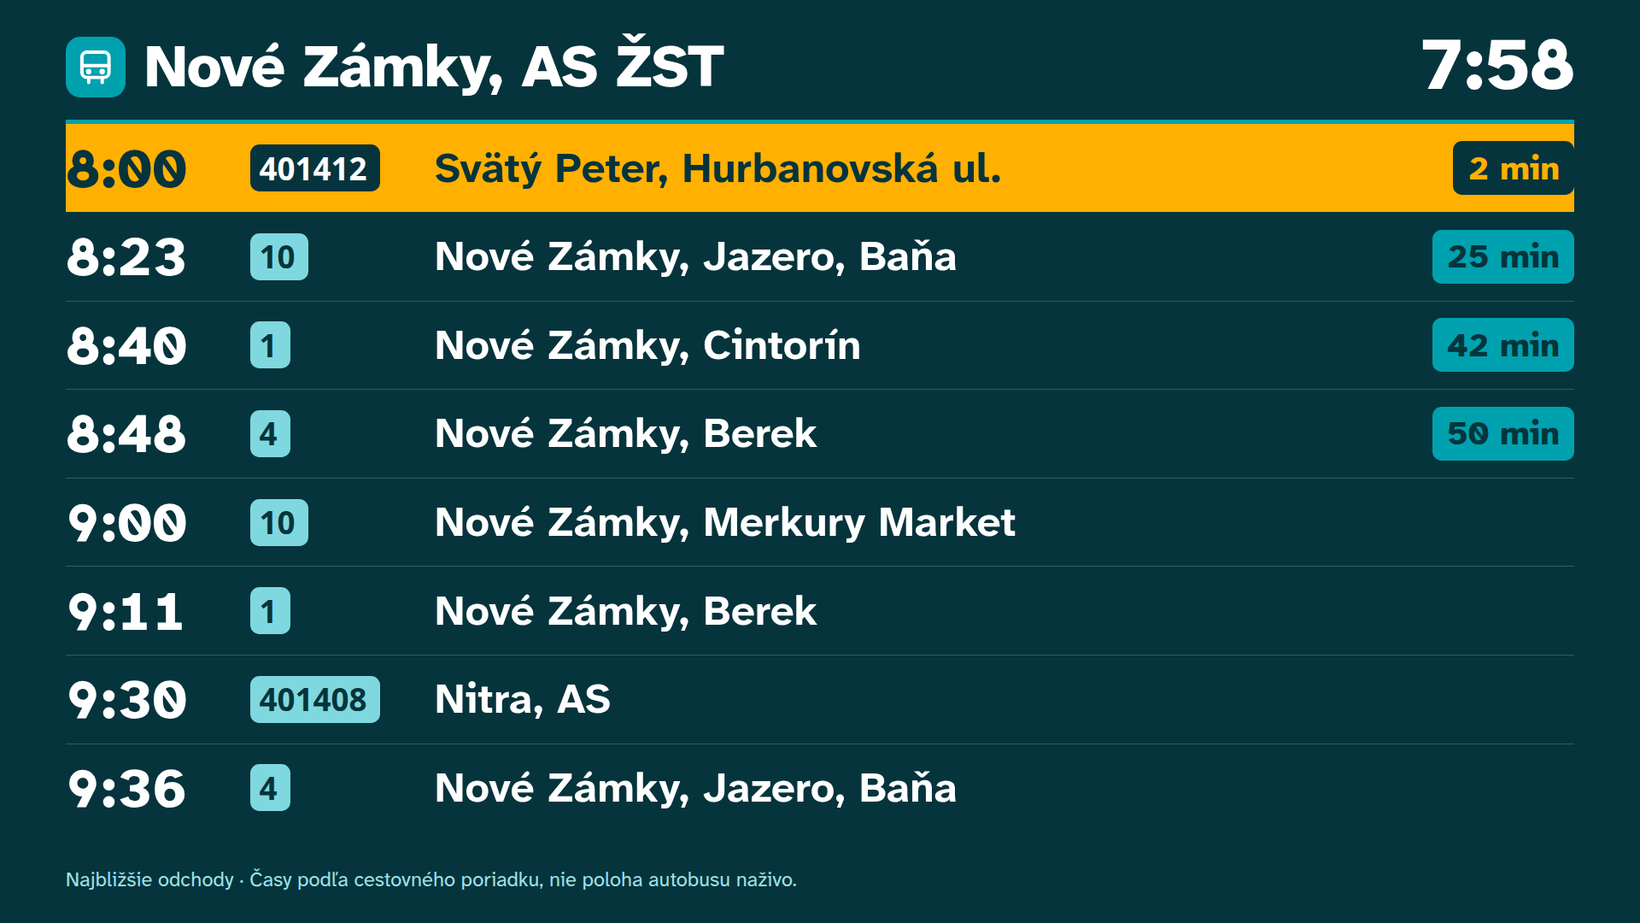 Nové Zámky, AS ŽST 7:58
8:00 401412 Svätý Peter, Hurbanovská ul. 2 min
8:23 10 Nové Zámky, Jazero, Baňa 25 min
8:40 1 Nové Zámky, Cintorín 42 min
8:48 4 Nové Zámky, Berek 50 min
9:00 10 Nové Zámky, Merkury Market
9:11 1 Nové Zámky, Berek
9:30 401408 Nitra, AS
9:36 4 Nové Zámky, Jazero, Baňa
Najbližšie odchody · Časy podľa cestovného poriadku, nie poloha autobusu naživo.